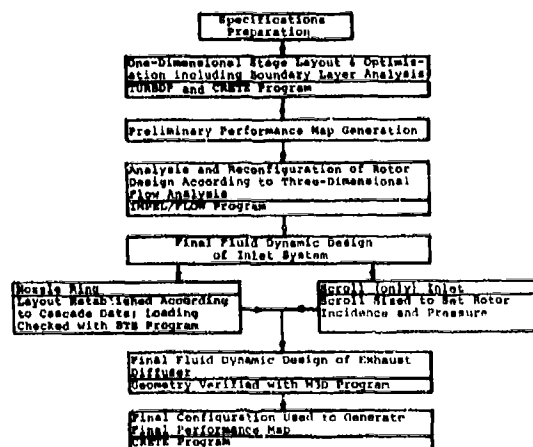 Specifications
Preparation
One-Dimensional Stage Layout & Optimiz-
ation including Boundary Layer Analysis
TURBDP and CRETE Program
Preliminary Performance Map Generation
Analysis and Reconfiguration of Rotor
Design According to Three-Dimensional
Flow Analysis
IMPEL/FLOW Program
Final Fluid Dynamic Design
of Inlet System
Nozzle Ring
Layout Established According
to Cascade Data; Loading
Checked with BTB Program
Scroll (only) Inlet
Scroll Sized to Set Rotor
Incidence and Pressure
Final Fluid Dynamic Design of Exhaust
Diffuser
Geometry Verified with W3D Program
Final Configuration Used to Generate
Final Performance Map
CRETE Program